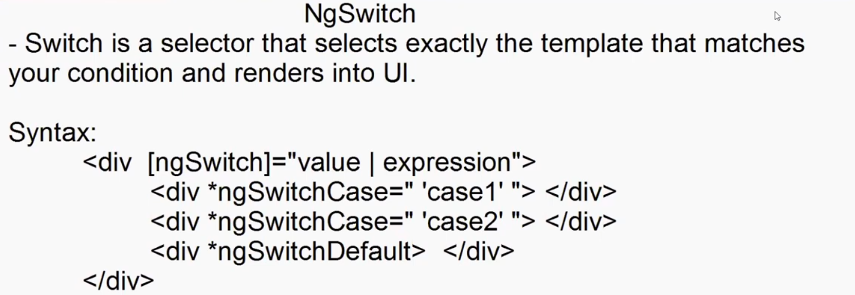 NgSwitch
- Switch is a selector that selects exactly the template that matches
your condition and renders into UI.
Syntax:
<div [ngSwitch]="value | expression">
<div *ngSwitchCase=" 'case1' "> </div>
<div *ngSwitchCase=" 'case2' "> </div>
<div *ngSwitchDefault> </div>
</div>